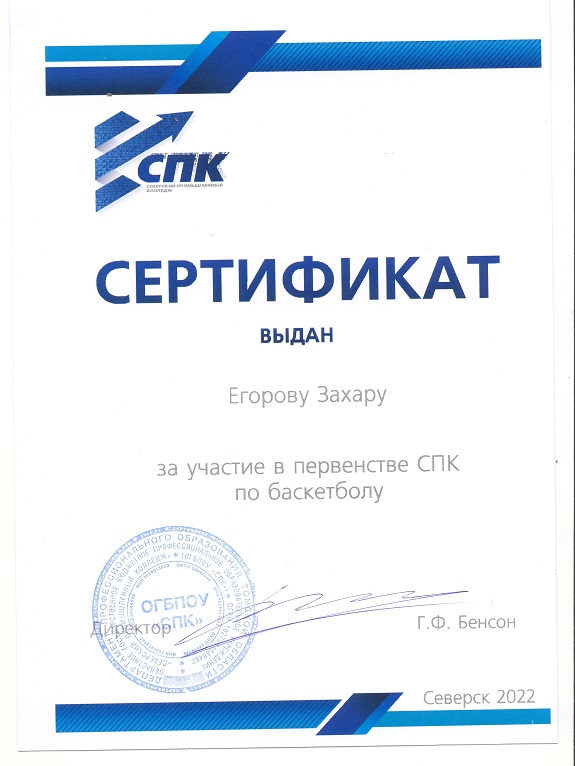 СПК
СЕВЕРСКИЙ ПРОМЫШЛЕННЫЙ
КОЛЛЕДЖ
СЕРТИФИКАТ
ВЫДАН
Егорову Захару
за участие в первенстве СПК
по баскетболу
ОГБПОУ
«СПК»
Директор
Г.Ф. Бенсон
Северск 2022